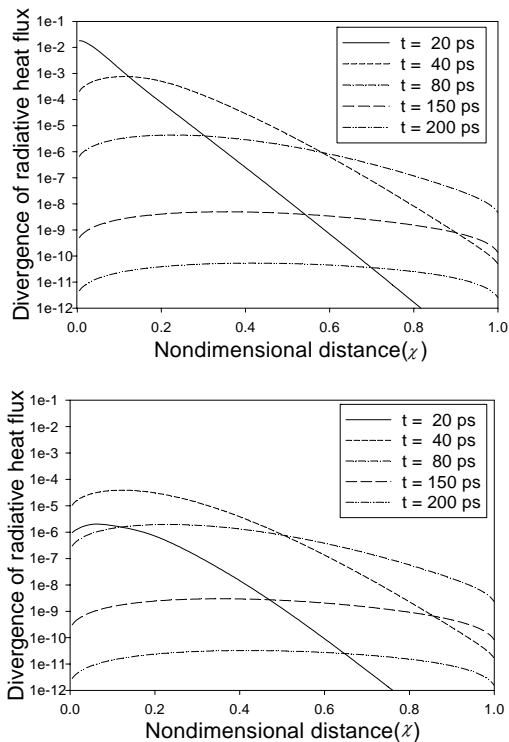 Divergence of radiative heat flux
1e-1
1e-2
1e-3
1e-4
1e-5
1e-6
1e-7
1e-8
1e-9
1e-10
1e-11
1e-12
t = 20 ps
t = 40 ps
t = 80 ps
t = 150 ps
t = 200 ps
0.0 0.2 0.4 0.6 0.8 1.0
Nondimensional distance(χ)
Divergence of radiative heat flux
1e-1
1e-2
1e-3
1e-4
1e-5
1e-6
1e-7
1e-8
1e-9
1e-10
1e-11
1e-12
t = 20 ps
t = 40 ps
t = 80 ps
t = 150 ps
t = 200 ps
0.0 0.2 0.4 0.6 0.8 1.0
Nondimensional distance(χ)